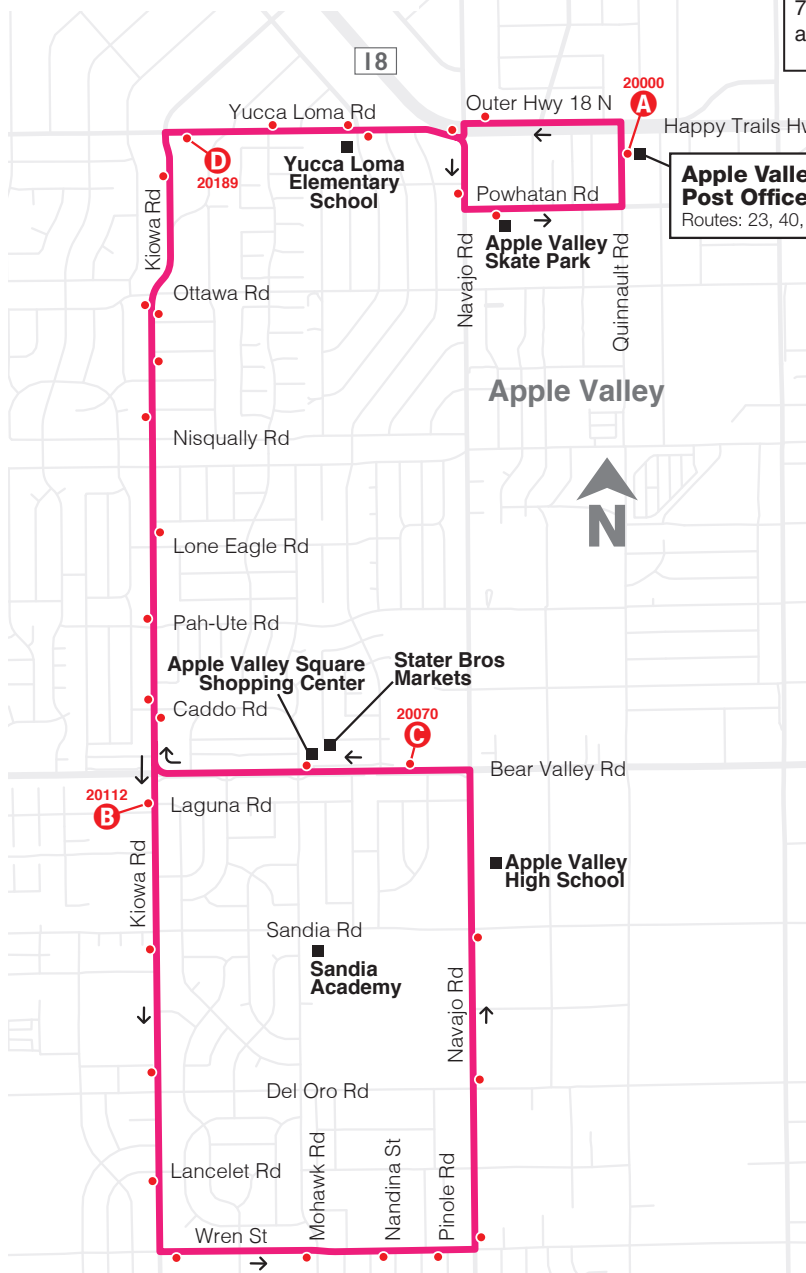 7
a
18
20000
A
Outer Hwy 18 N
Yucca Loma Rd
Happy Trails Hw
D
20189
Yucca Loma
Elementary
School
Apple Valle
Post Office
Routes: 23, 40,
Powhatan Rd
Kiowa Rd
Apple Valley
Skate Park
Navajo Rd
Quinnault Rd
Ottawa Rd
Apple Valley
Nisqually Rd
N
Lone Eagle Rd
Pah-Ute Rd
Apple Valley Square
Shopping Center
Stater Bros
Markets
Caddo Rd
20070
C
Bear Valley Rd
20112
B
Laguna Rd
Apple Valley
High School
Kiowa Rd
Sandia Rd
Sandia
Academy
Navajo Rd
Del Oro Rd
Mohawk Rd
Nandina St
Pinole Rd
Lancelet Rd
Wren St